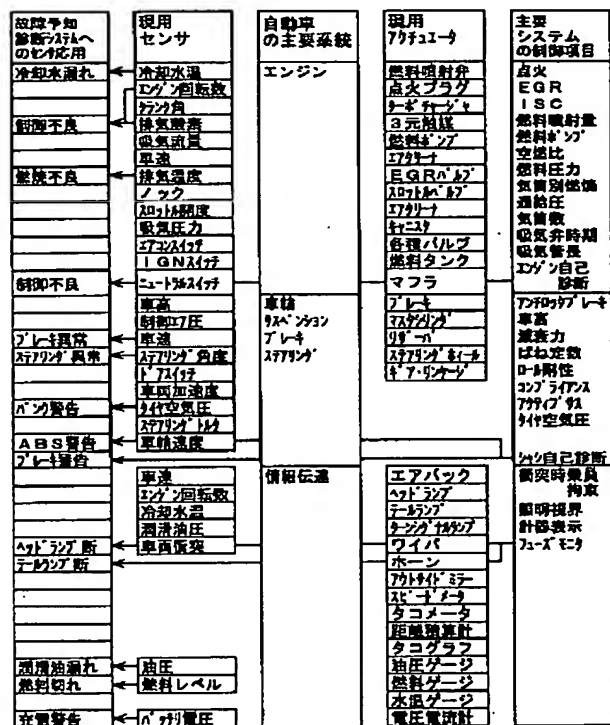 故障予知
診断システムへ
のセンサ応用
冷却水漏れ
制御不良
燃焼不良
制御不良
ブレーキ異常
ステアリング異常
パンク警告
ABS警告
ブレーキ警告
ヘッドランプ断
テールランプ断
潤滑油漏れ
燃料切れ
充電警告
現用
センサ
冷却水温
エンジン回転数
クランク角
排気酸素
吸気流量
車速
排気温度
ノック
スロットル開度
吸気圧力
エアコンスイッチ
IGNスイッチ
ニュートラルスイッチ
車高
制御エア圧
車速
ステアリング角度
ドアスイッチ
車両加速度
タイヤ空気圧
ステアリングトルク
車輪速度
車速
エンジン回転数
冷却水温
潤滑油圧
車両衝突
油圧
燃料レベル
バッテリ電圧
自動車
の主要系統
エンジン
車輪
サスペンション
ブレーキ
ステアリング
情報伝達
現用
アクチュエータ
燃料噴射弁
点火プラグ
ターボチャージャ
3元触媒
燃料ポンプ
エアクリーナ
EGRバルブ
スロットルバルブ
エアクリーナ
キャニスタ
各種バルブ
燃料タンク
マフラ
ブレーキ
マスタシリンダ
リザーバ
ステアリングホイール
ギア・リンケージ
エアバック
ヘッドランプ
テールランプ
ターンシグナルランプ
ワイパ
ホーン
アウトサイドミラー
スピードメータ
タコメータ
距離積算計
タコグラフ
油圧ゲージ
燃料ゲージ
水温ゲージ
電圧電流計
主要
システム
の制御項目
点火
EGR
ISC
燃料噴射量
燃料ポンプ
空燃比
燃料圧力
気筒別燃焼
過給圧
気筒数
吸気弁時期
吸気管長
エンジン自己
診断
アンチロックブレーキ
車高
減衰力
ばね定数
ロール剛性
コンプライアンス
アクティブサス
タイヤ空気圧
シャシ自己診断
衝突時乗員
拘束
照明視界
計器表示
フューズモニタ